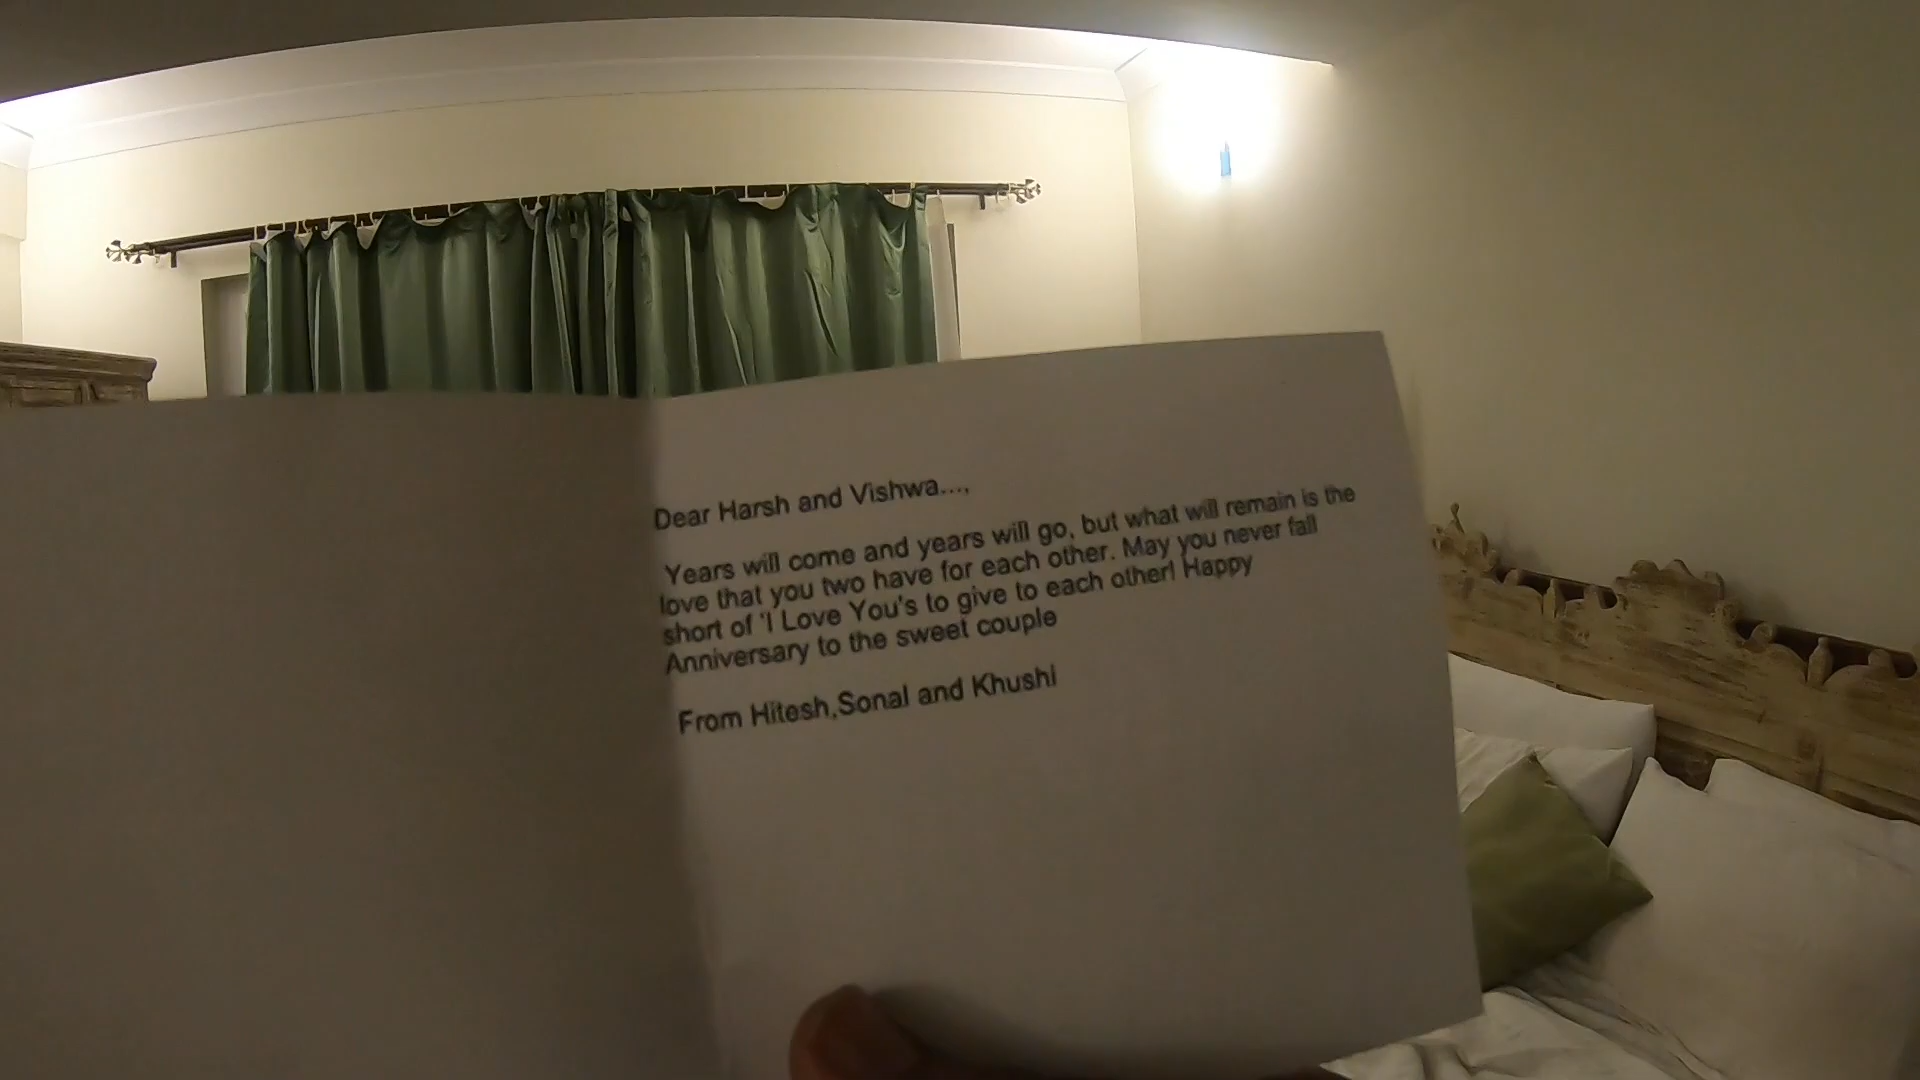 Dear Harsh and Vishwa...,
Years will come and years will go, but what will remain is the
love that you two have for each other. May you never fall
short of 'I Love You's to give to each other! Happy
Anniversary to the sweet couple
From Hitesh,Sonal and Khushi